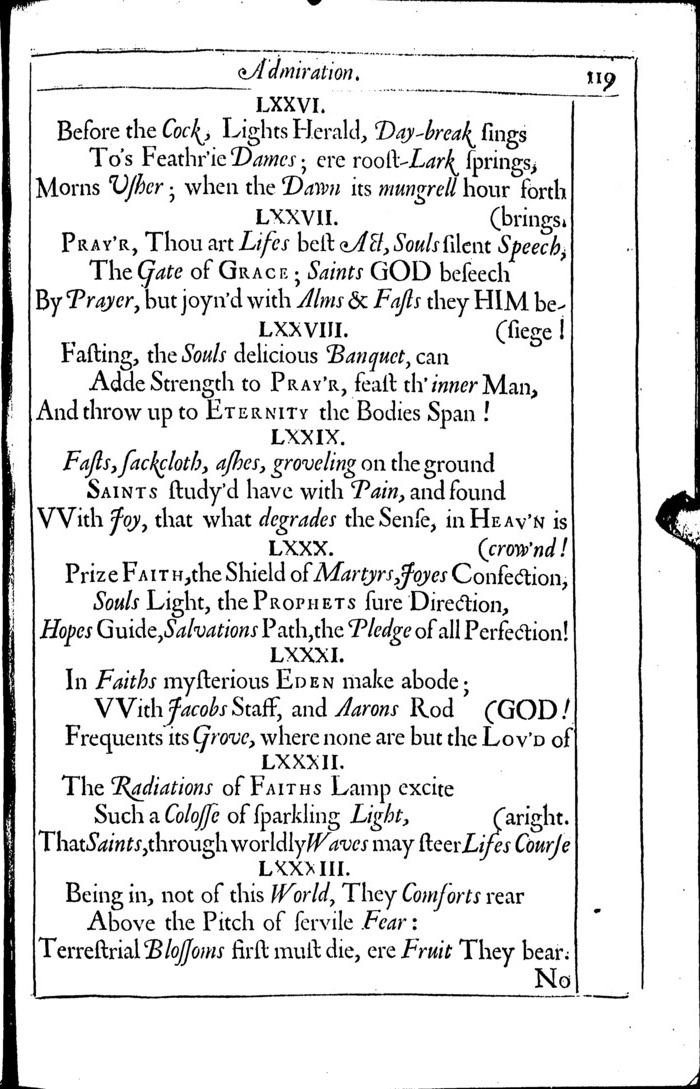 Admiration. 119
LXXVI.
Before the Cock, Lights Herald, Day-break ſings
To's Feathr'ie Dames; ere rooſt-Lark ſprings,
Morns Uſher; when the Dawn its mungrell hour forth
LXXVII. (brings.
PRAY'R, Thou art Lifes beſt Act, Souls ſilent Speech,
The Gate of GRACE; Saints GOD beſeech
By Prayer, but joyn'd with Alms & Faſts they HIM be-
LXXVIII. (ſiege!
Faſting, the Souls delicious Banquet, can
Adde Strength to PRAY'R, feaſt th' inner Man,
And throw up to ETERNITY the Bodies Span!
LXXIX.
Faſts, ſackcloth, aſhes, groveling on the ground
SAINTS ſtudy'd have with Pain, and found
VVith Joy, that what degrades the Senſe, in HEAV'N is
LXXX. (crow'nd!
Prize FAITH,the Shield of Martyrs,Joyes Confection,
Souls Light, the PROPHETS ſure Direction,
Hopes Guide,Salvations Path,the Pledge of all Perfection!
LXXXI.
In Faiths myſterious EDEN make abode;
VVith Jacobs Staff, and Aarons Rod (GOD!
Frequents its Grove, where none are but the LOV'D of
LXXXII.
The Radiations of FAITHS Lamp excite
Such a Coloſſe of ſparkling Light, (aright.
That Saints,through worldly Waves may ſteer Lifes Courſe
LXXXIII.
Being in, not of this World, They Comforts rear
Above the Pitch of ſervile Fear:
Terreſtrial Bloſſoms firſt muſt die, ere Fruit They bear.
No